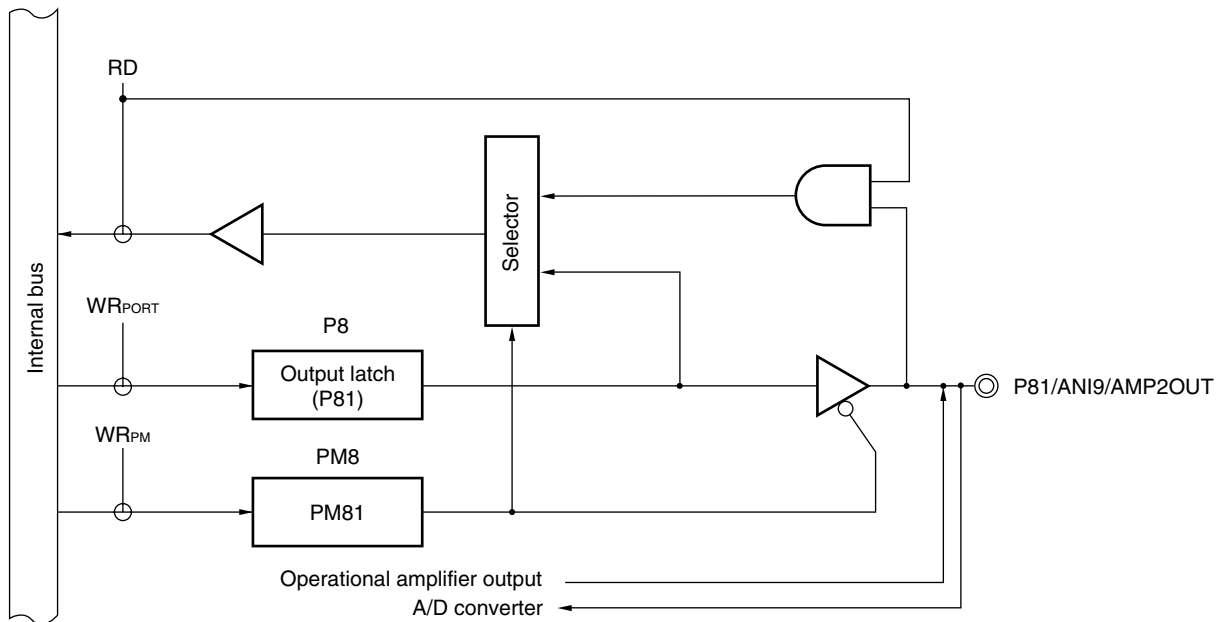 RD
Selector
Internal bus
WRPORT
P8
Output latch
(P81)
P81/ANI9/AMP2OUT
WRPM
PM8
PM81
Operational amplifier output
A/D converter